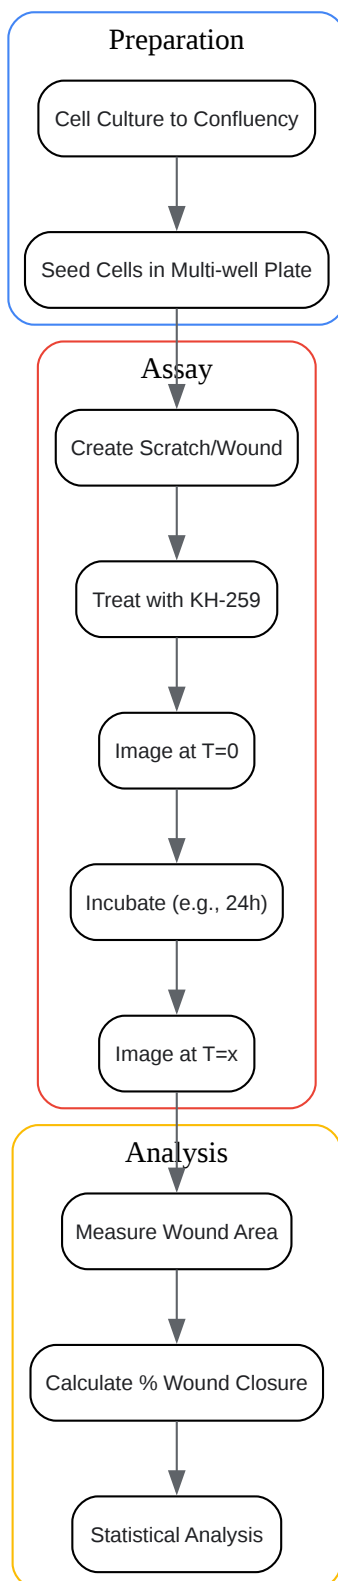 Preparation
Cell Culture to Confluency
Seed Cells in Multi-well Plate
Assay
Create Scratch/Wound
Treat with KH-259
Image at T=0
Incubate (e.g., 24h)
Image at T=x
Analysis
Measure Wound Area
Calculate % Wound Closure
Statistical Analysis